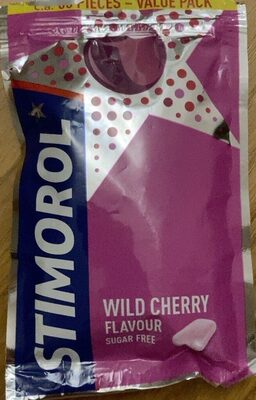 PIECES – VALUE PACK
STIMOROL
WILD CHERRY
FLAVOUR
SUGAR FREE